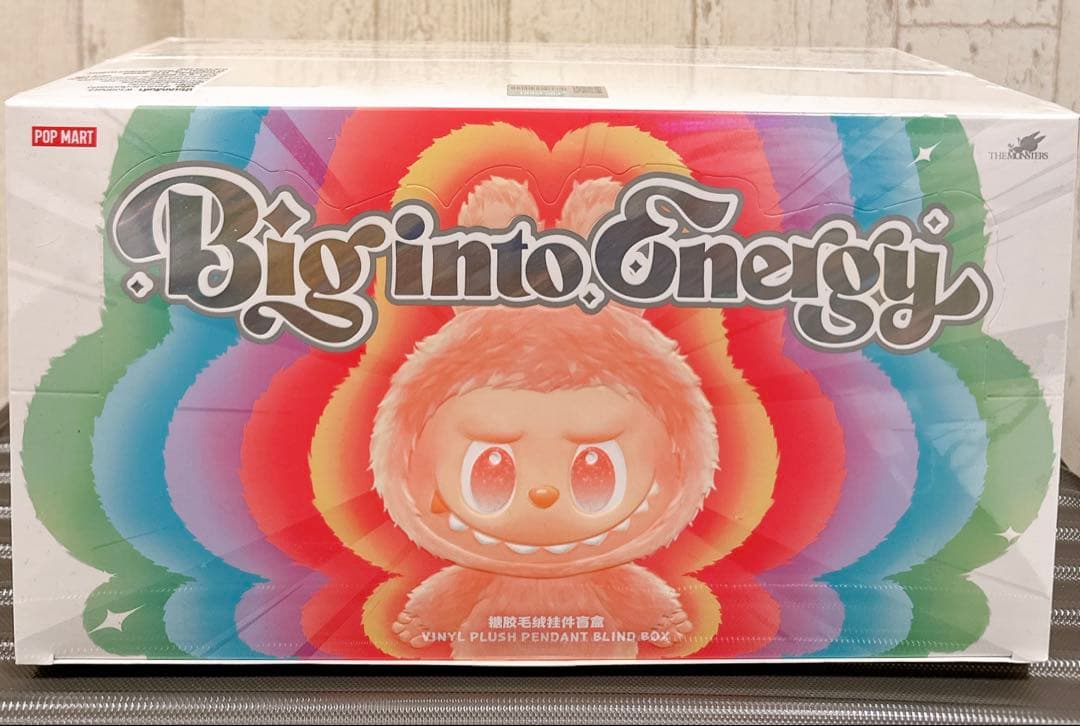 POP MART
THE MONSTERS
Big into Energy
搪胶毛绒挂件盲盒
VINYL PLUSH PENDANT BLIND BOX